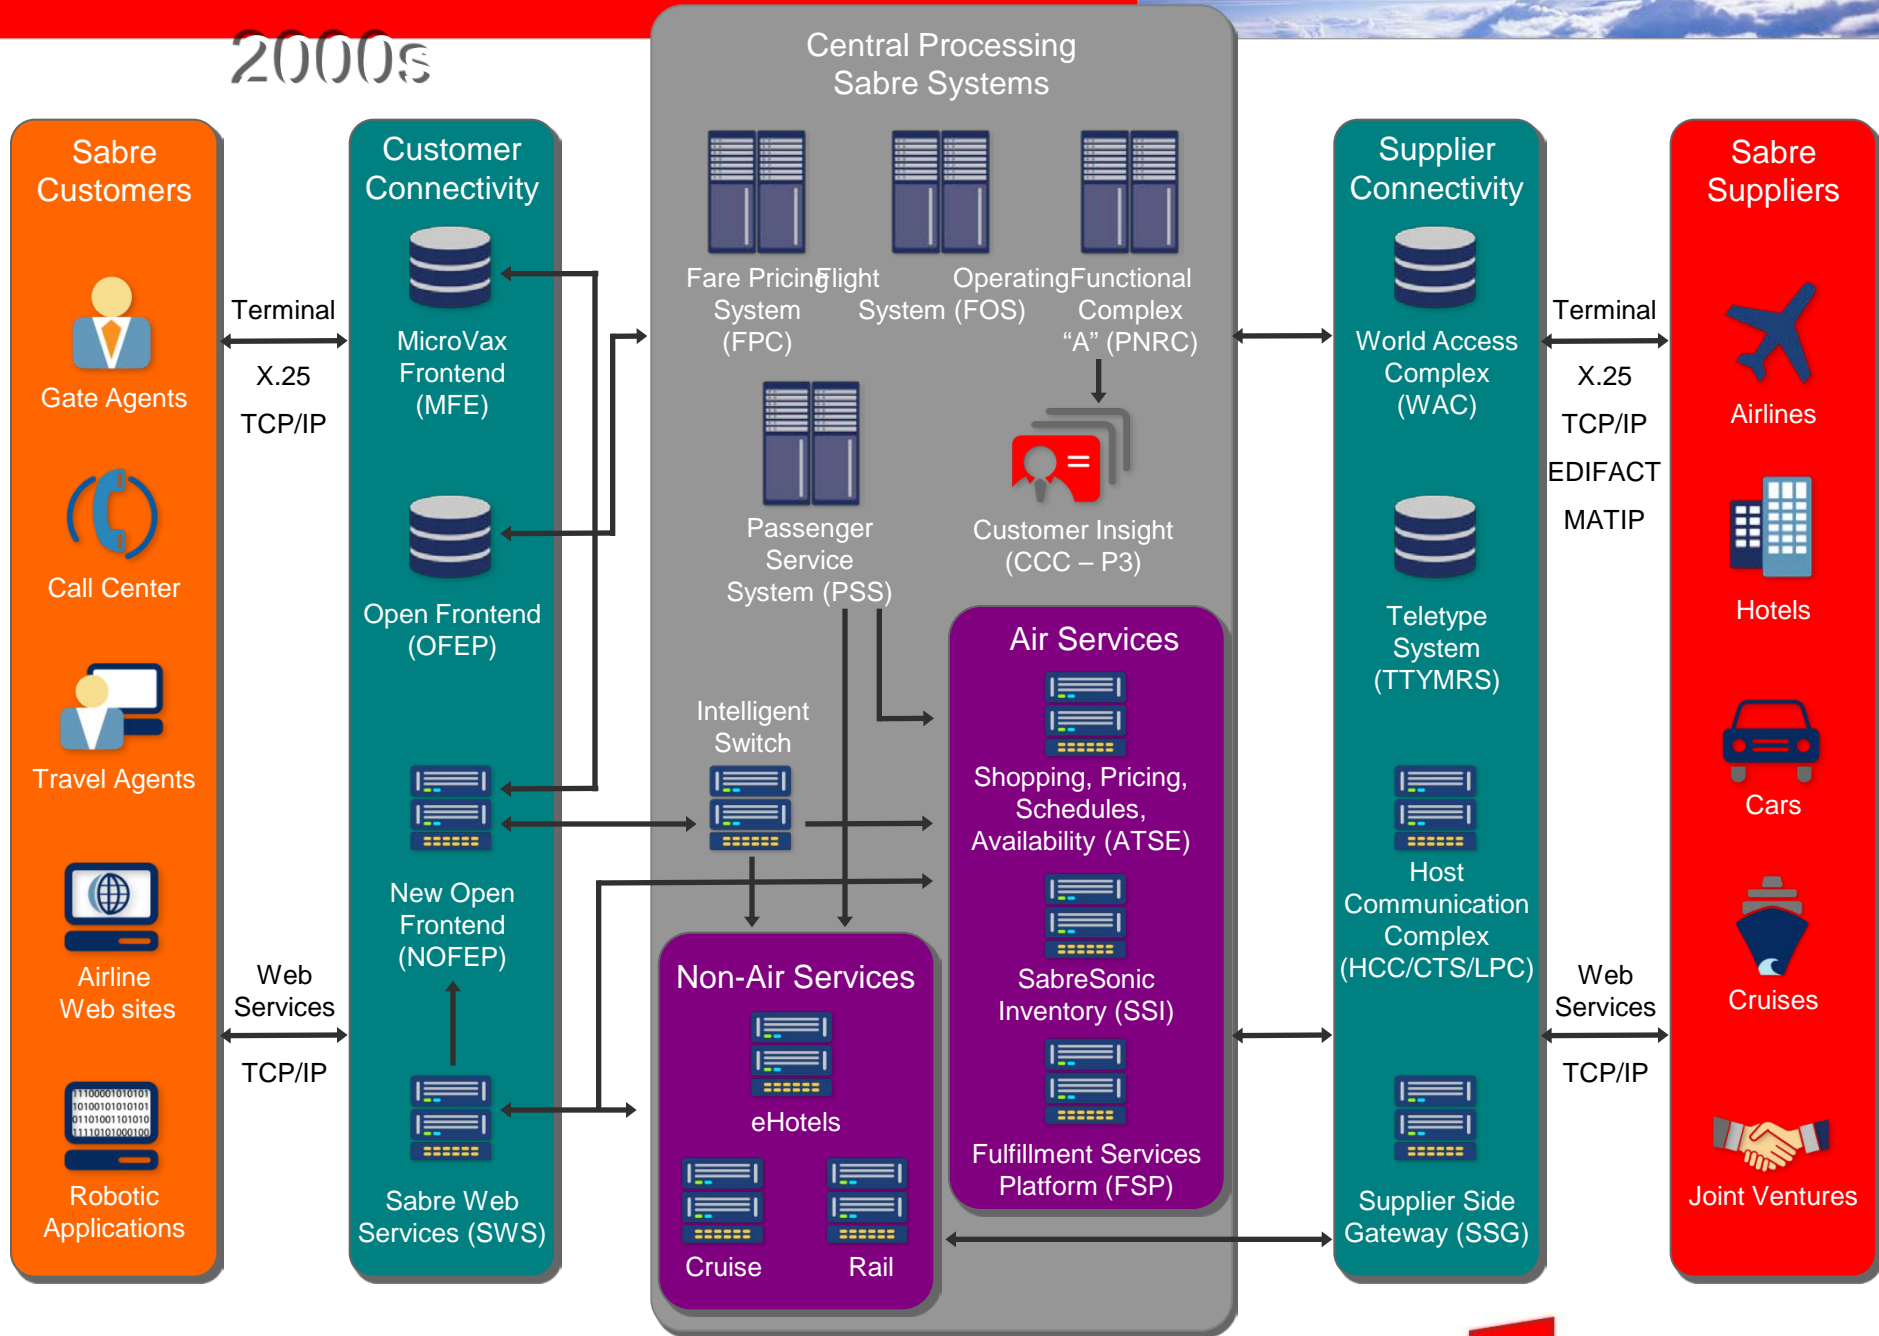 2000s
Central Processing
Sabre Systems
Sabre
Customers
Gate Agents
Call Center
Travel Agents
Airline
Web sites
Robotic
Applications
11100001010101
10100101010101
01101001101010
11110101000100
Terminal
X.25
TCP/IP
Web
Services
TCP/IP
Customer
Connectivity
MicroVax
Frontend
(MFE)
Open Frontend
(OFEP)
New Open
Frontend
(NOFEP)
Sabre Web
Services (SWS)
Fare Pricing
System
(FPC)
Flight Operating
System (FOS)
Functional
Complex
“A” (PNRC)
Passenger
Service
System (PSS)
Customer Insight
(CCC – P3)
Intelligent
Switch
Air Services
Shopping, Pricing,
Schedules,
Availability (ATSE)
SabreSonic
Inventory (SSI)
Fulfillment Services
Platform (FSP)
Non-Air Services
eHotels
Cruise
Rail
Supplier
Connectivity
World Access
Complex
(WAC)
Teletype
System
(TTYMRS)
Host
Communication
Complex
(HCC/CTS/LPC)
Supplier Side
Gateway (SSG)
Terminal
X.25
TCP/IP
EDIFACT
MATIP
Web
Services
TCP/IP
Sabre
Suppliers
Airlines
Hotels
Cars
Cruises
Joint Ventures